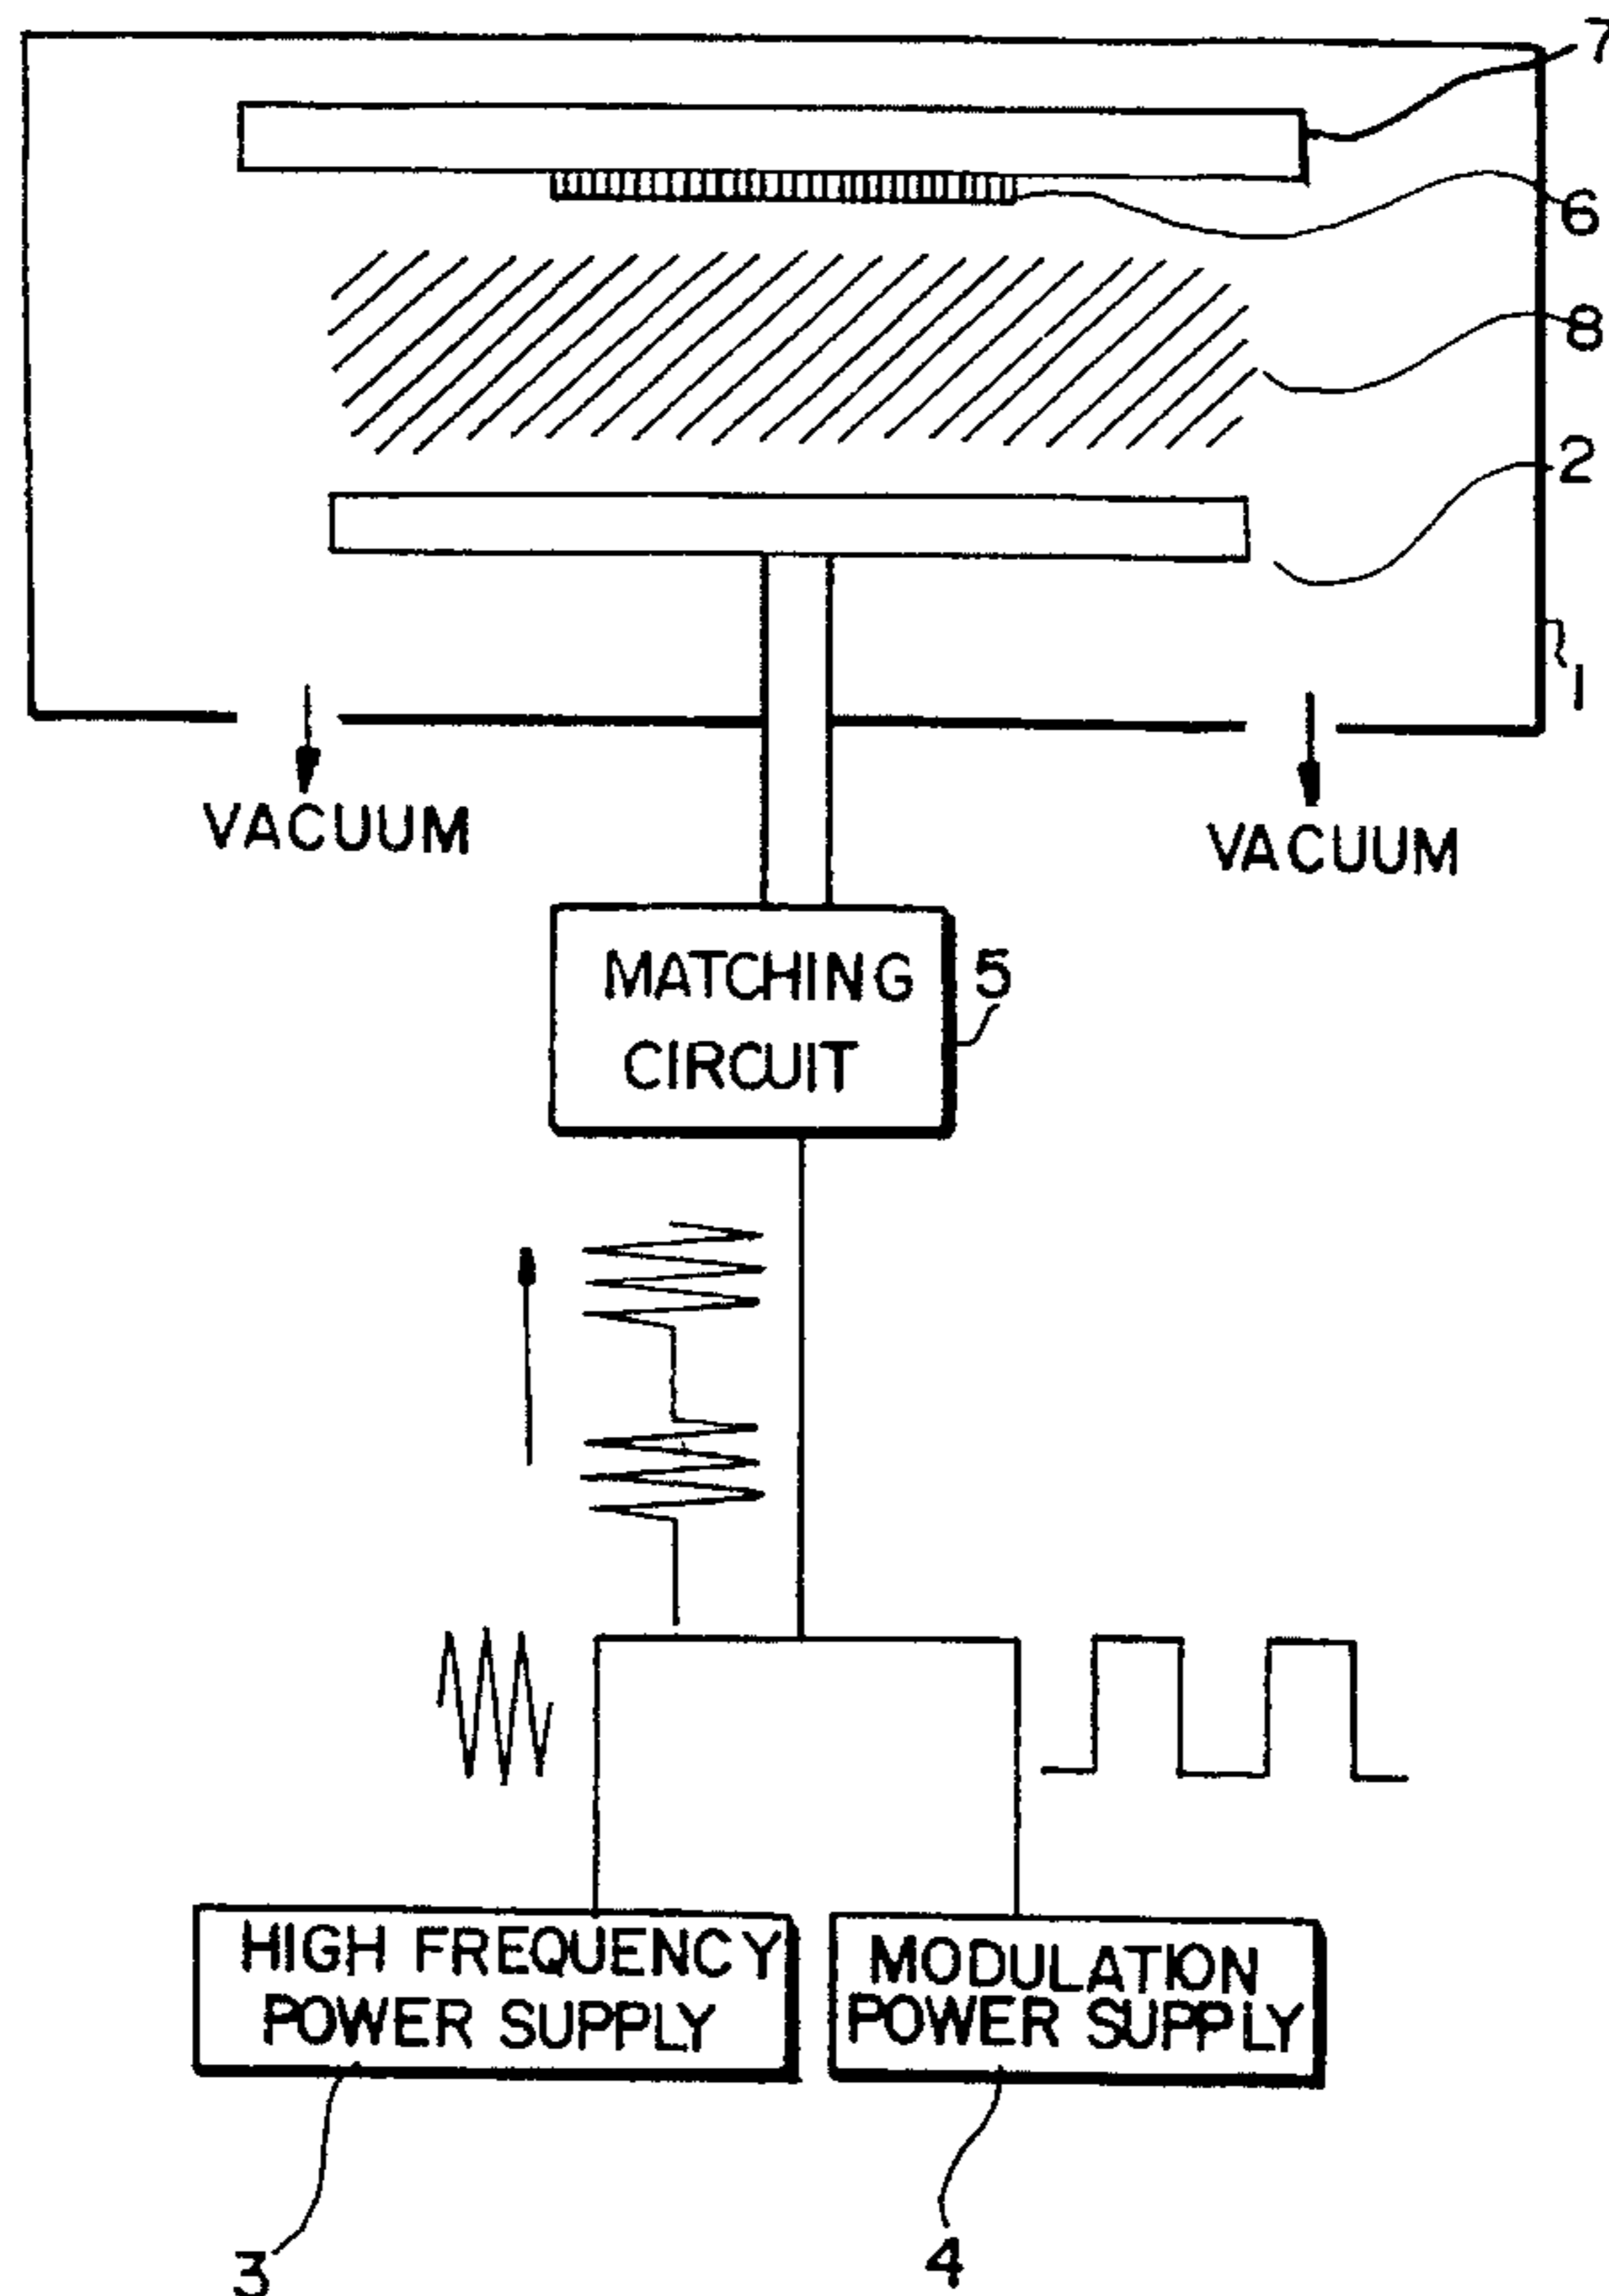 7
6
8
2
1
VACUUM
VACUUM
MATCHING
CIRCUIT
5
HIGH FREQUENCY
POWER SUPPLY
MODULATION
POWER SUPPLY
3
4